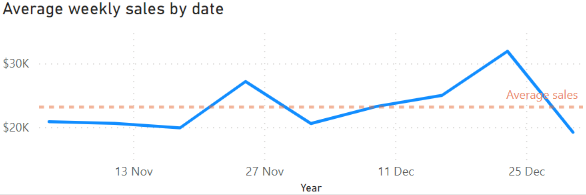 Average weekly sales by date
$30K
Average sales
$20K
13 Nov 27 Nov 11 Dec 25 Dec
Year